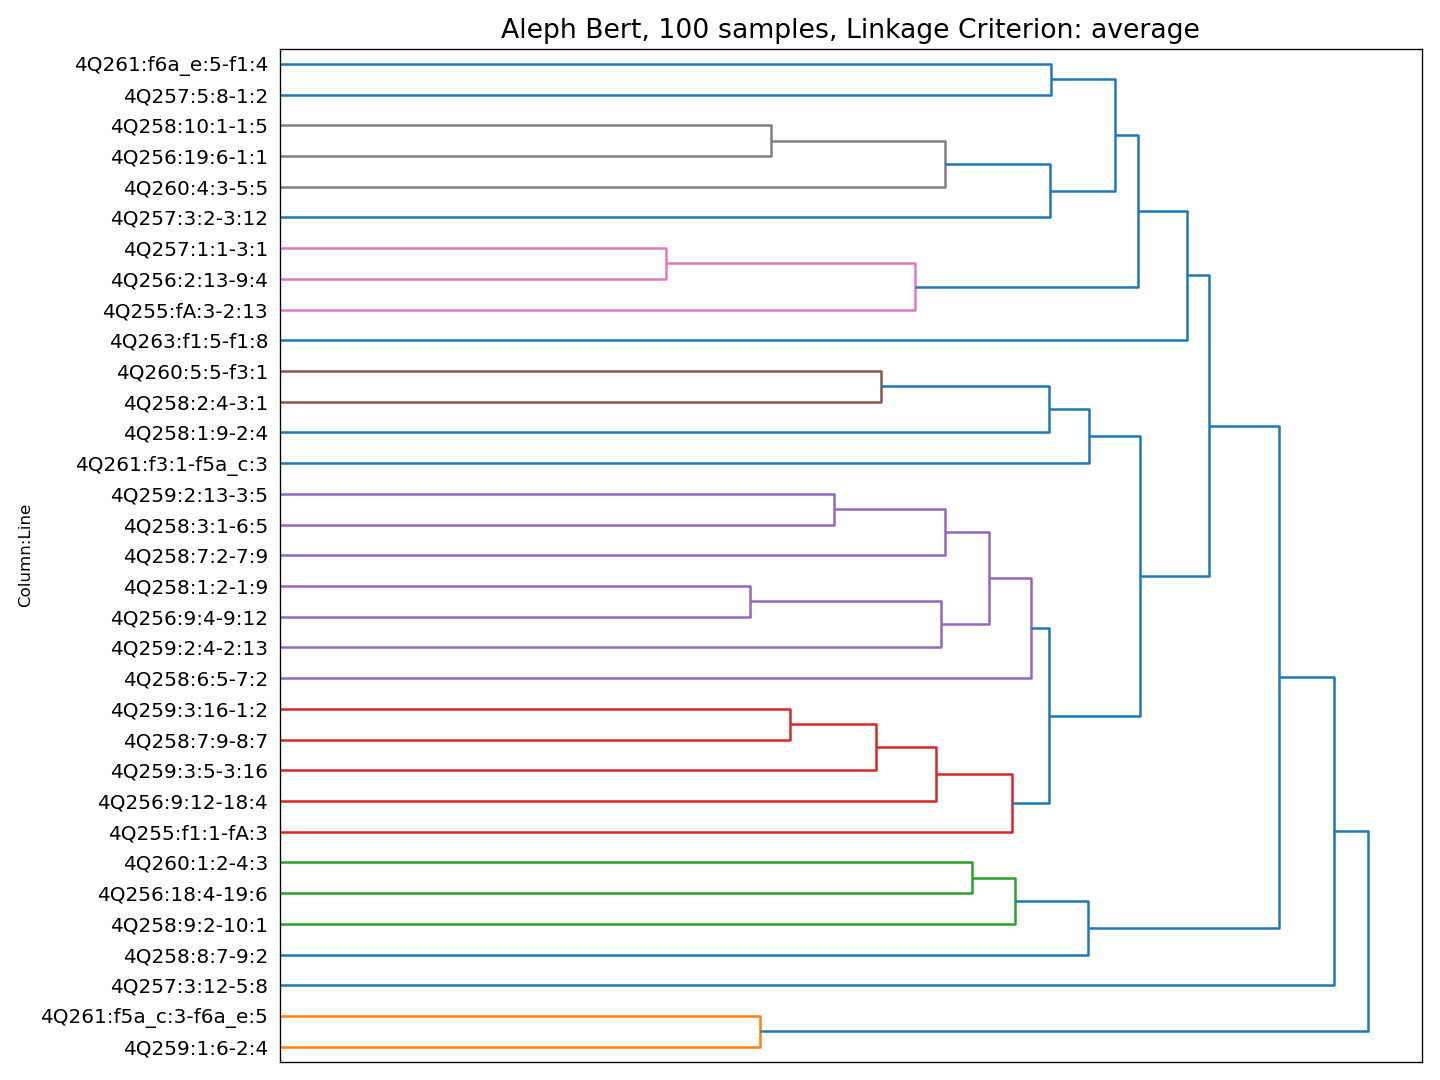 Aleph Bert, 100 samples, Linkage Criterion: average
4Q261:f6a_e:5-f1:4
4Q257:5:8-1:2
4Q258:10:1-1:5
4Q256:19:6-1:1
4Q260:4:3-5:5
4Q257:3:2-3:12
4Q257:1:1-3:1
4Q256:2:13-9:4
4Q255:fA:3-2:13
4Q263:f1:5-f1:8
4Q260:5:5-f3:1
4Q258:2:4-3:1
4Q258:1:9-2:4
4Q261:f3:1-f5a_c:3
4Q259:2:13-3:5
4Q258:3:1-6:5
4Q258:7:2-7:9
4Q258:1:2-1:9
4Q256:9:4-9:12
4Q259:2:4-2:13
4Q258:6:5-7:2
4Q259:3:16-1:2
4Q258:7:9-8:7
4Q259:3:5-3:16
4Q256:9:12-18:4
4Q255:f1:1-fA:3
4Q260:1:2-4:3
4Q256:18:4-19:6
4Q258:9:2-10:1
4Q258:8:7-9:2
4Q257:3:12-5:8
4Q261:f5a_c:3-f6a_e:5
4Q259:1:6-2:4
Column:Line